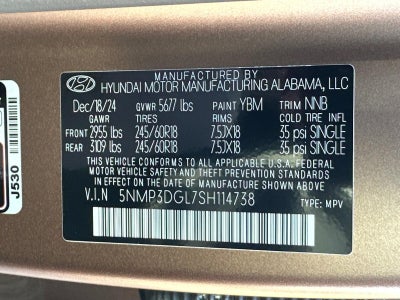 MANUFACTURED BY
HYUNDAI MOTOR MANUFACTURING ALABAMA, LLC
Dec/18/24 GVWR 5677 lbs PAINT YBM TRIM NNB
GAWR TIRES RIMS COLD TIRE INFL
FRONT 2955 lbs 245/60R18 7.5JX18 35 psi SINGLE
REAR 3109 lbs 245/60R18 7.5JX18 35 psi SINGLE
THIS VEHICLE CONFORMS TO ALL APPLICABLE U.S.A. FEDERAL MOTOR
VEHICLE SAFETY AND THEFT PREVENTION STANDARDS IN EFFECT ON
THE DATE OF MANUFACTURE SHOWN ABOVE.
V.I.N 5NMP3DGL7SH114738 TYPE: MPV
J530